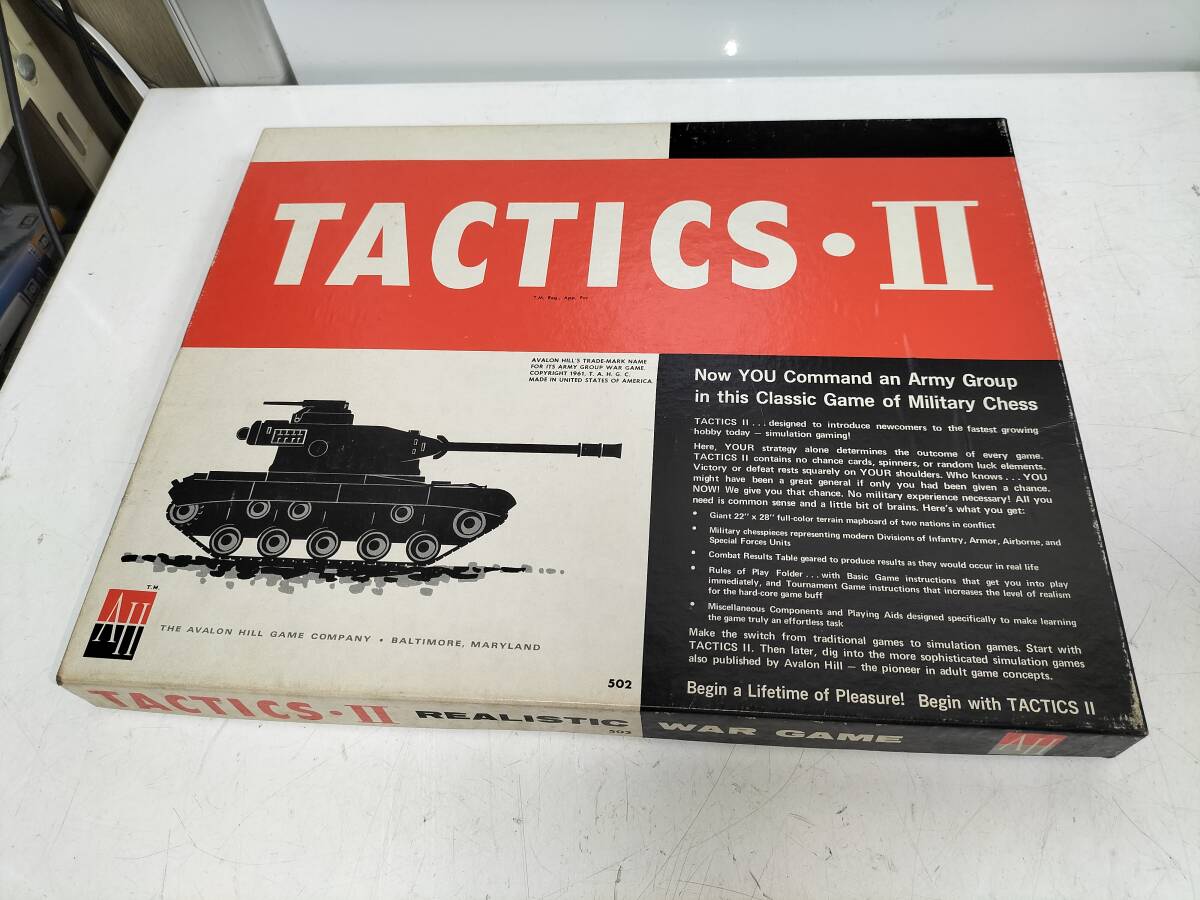 TACTICS • II
T.M. Reg., App. For
AVALON HILL'S TRADE-MARK NAME
FOR ITS ARMY GROUP WAR GAME.
COPYRIGHT 1961, T. A. H. G. C.
MADE IN UNITED STATES OF AMERICA.
T.M.
AH
THE AVALON HILL GAME COMPANY • BALTIMORE, MARYLAND
502
Now YOU Command an Army Group
in this Classic Game of Military Chess
TACTICS II . . . designed to introduce newcomers to the fastest growing
hobby today — simulation gaming!
Here, YOUR strategy alone determines the outcome of every game.
TACTICS II contains no chance cards, spinners, or random luck elements.
Victory or defeat rests squarely on YOUR shoulders. Who knows . . . YOU
might have been a great general if only you had been given a chance.
NOW! We give you that chance. No military experience necessary! All you
need is common sense and a little bit of brains. Here's what you get:
• Giant 22" x 28" full-color terrain mapboard of two nations in conflict
• Military chesspieces representing modern Divisions of Infantry, Armor, Airborne, and
Special Forces Units
• Combat Results Table geared to produce results as they would occur in real life
• Rules of Play Folder . . . with Basic Game instructions that get you into play
immediately, and Tournament Game instructions that increases the level of realism
for the hard-core game buff
• Miscellaneous Components and Playing Aids designed specifically to make learning
the game truly an effortless task
Make the switch from traditional games to simulation games. Start with
TACTICS II. Then later, dig into the more sophisticated simulation games
also published by Avalon Hill — the pioneer in adult game concepts.
Begin a Lifetime of Pleasure! Begin with TACTICS II
TACTICS • II REALISTIC WAR GAME AH
502